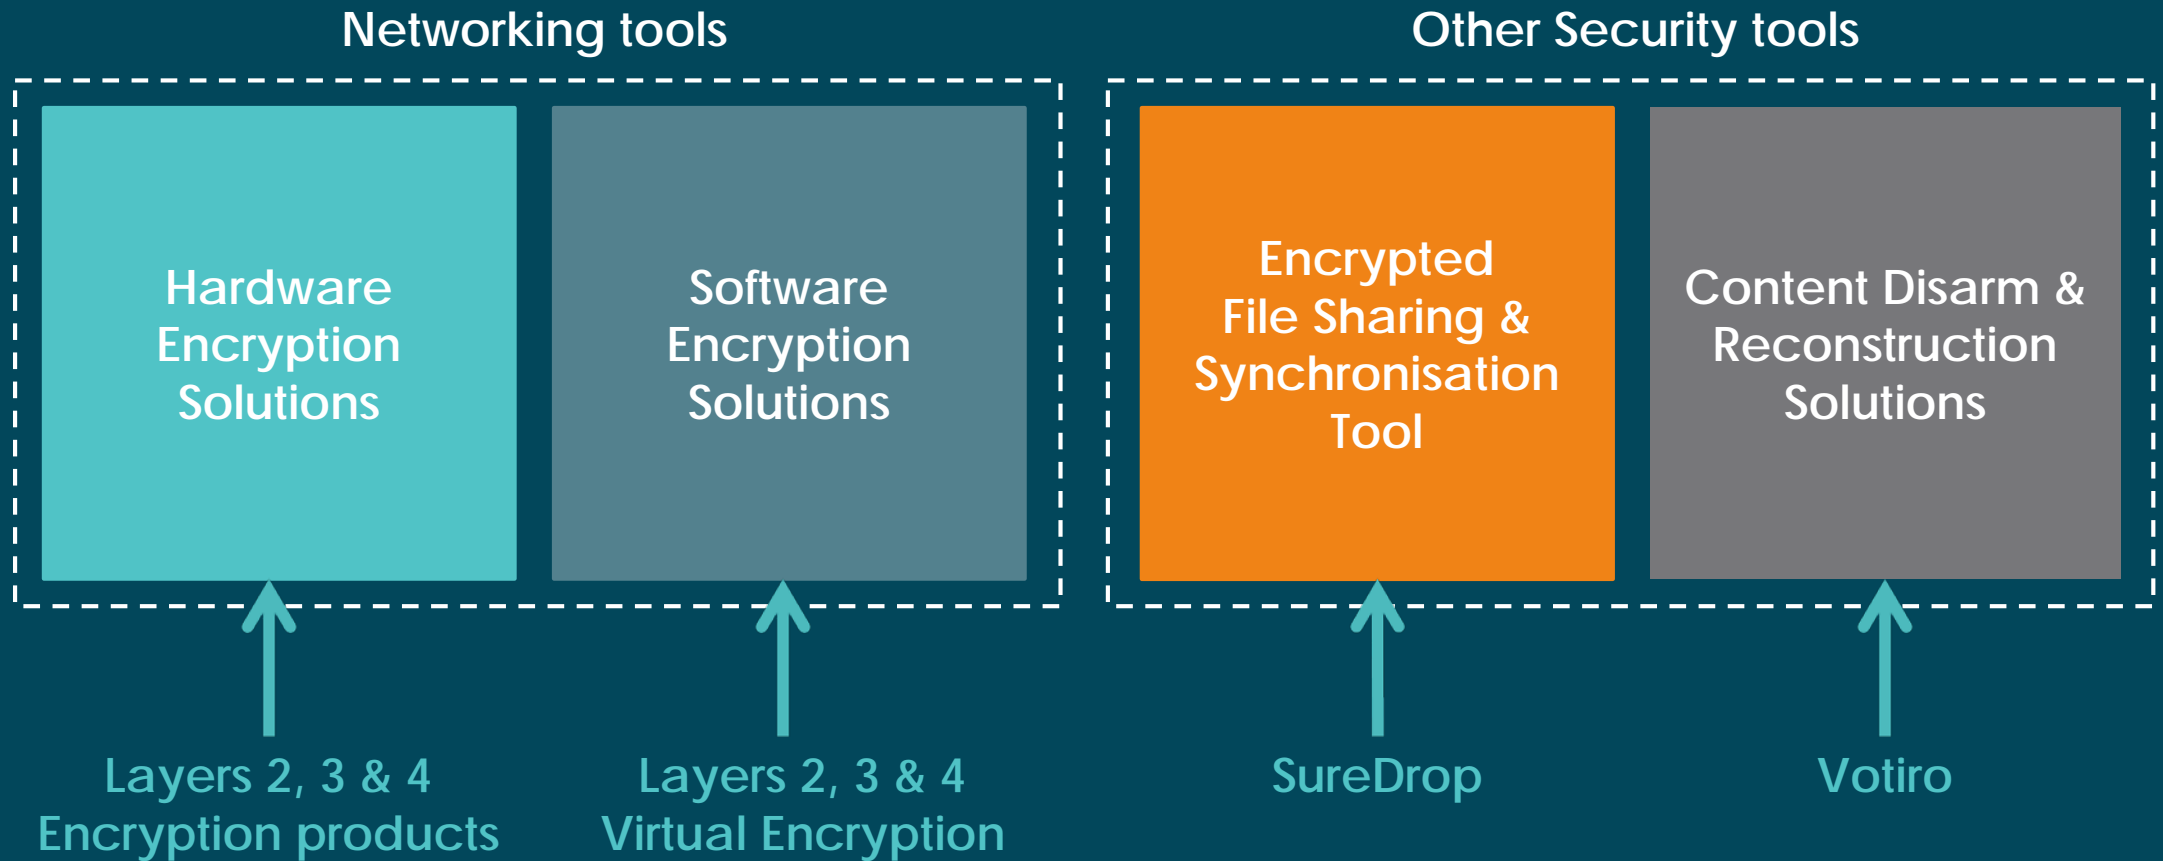 Networking tools
Other Security tools
Hardware
Encryption
Solutions
Software
Encryption
Solutions
Encrypted
File Sharing &
Synchronisation
Tool
Content Disarm &
Reconstruction
Solutions
Layers 2, 3 & 4
Encryption products
Layers 2, 3 & 4
Virtual Encryption
SureDrop
Votiro